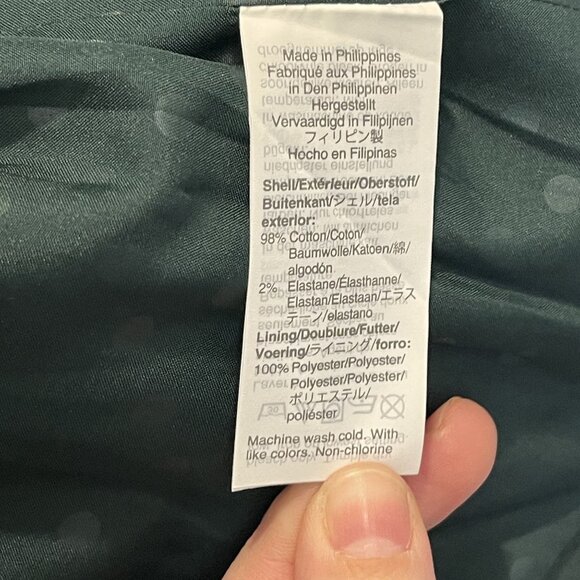 Made in Philippines
Fabriqué aux Philippines
in Den Philippinen
Hergestellt
Vervaardigd in Filipijnen
フィリピン製
Hocho en Filipinas
Shell/Extérieur/Oberstoff/
Buitenkant/シェル/tela
exterior:
98% Cotton/Coton/
Baumwolle/Katoen/綿/
algodón
2% Elastane/Élasthanne/
Elastan/Elastaan/エラス
テーン/elastano
Lining/Doublure/Futter/
Voering/ライニング/forro:
100% Polyester/Polyester/
Polyester/Polyester/
ポリエステル/
poliéster
30
Machine wash cold. With
like colors. Non-chlorine